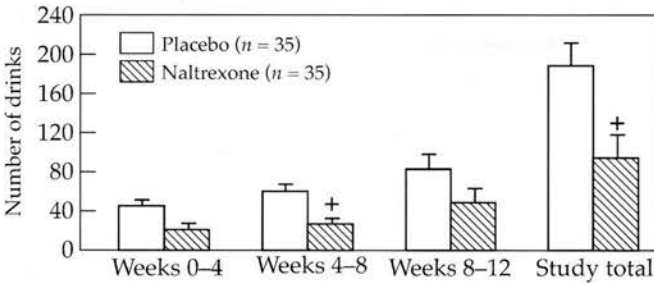 Number of drinks
240
200
160
120
80
40
0
Placebo (n = 35)
Naltrexone (n = 35)
+
+
Weeks 0–4 Weeks 4–8 Weeks 8–12 Study total